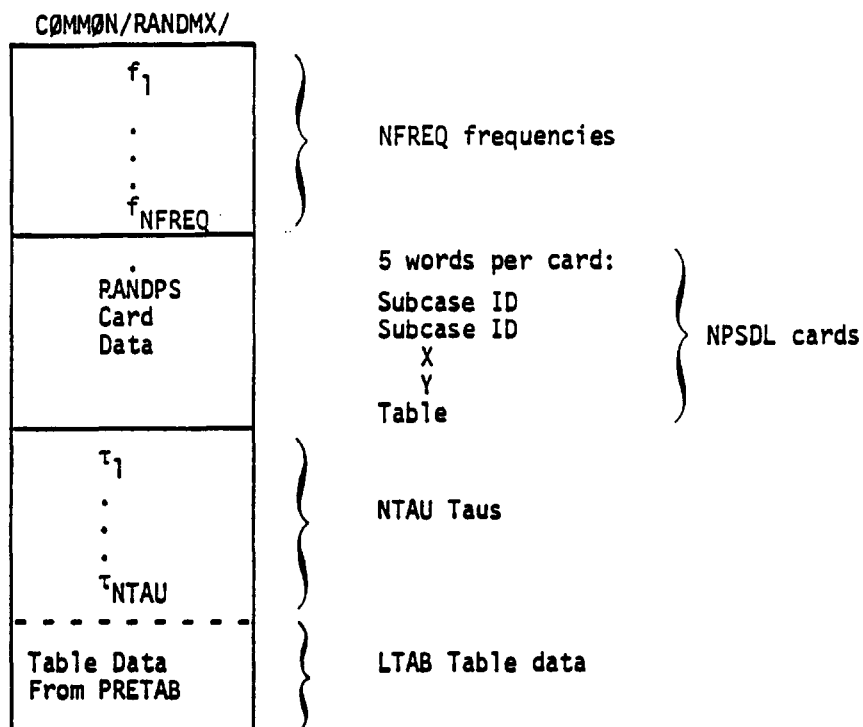 CØMMØN/RANDMX/
f1
.
.
.
fNFREQ
NFREQ frequencies
RANDPS
Card
Data
5 words per card:
Subcase ID
Subcase ID
X
Y
Table
NPSDL cards
τ1
.
.
.
τNTAU
NTAU Taus
Table Data
From PRETAB
LTAB Table data